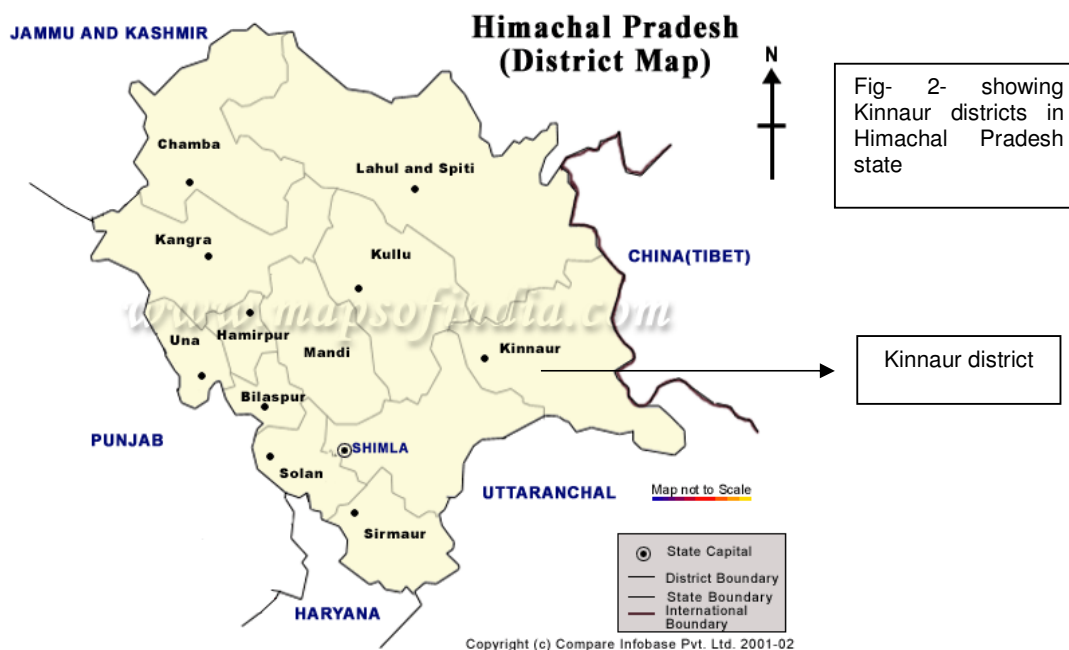 Himachal Pradesh
(District Map)
JAMMU AND KASHMIR
N
Fig- 2- showing
Kinnaur districts in
Himachal Pradesh
state
Chamba
Lahul and Spiti
Kangra
Kullu
CHINA(TIBET)
www.mapsofindia.com
Una
Hamirpur
Mandi
Kinnaur
Kinnaur district
Bilaspur
PUNJAB
SHIMLA
Solan
UTTARANCHAL
Map not to Scale
Sirmaur
State Capital
District Boundary
State Boundary
International
Boundary
HARYANA
Copyright (c) Compare Infobase Pvt. Ltd. 2001-02